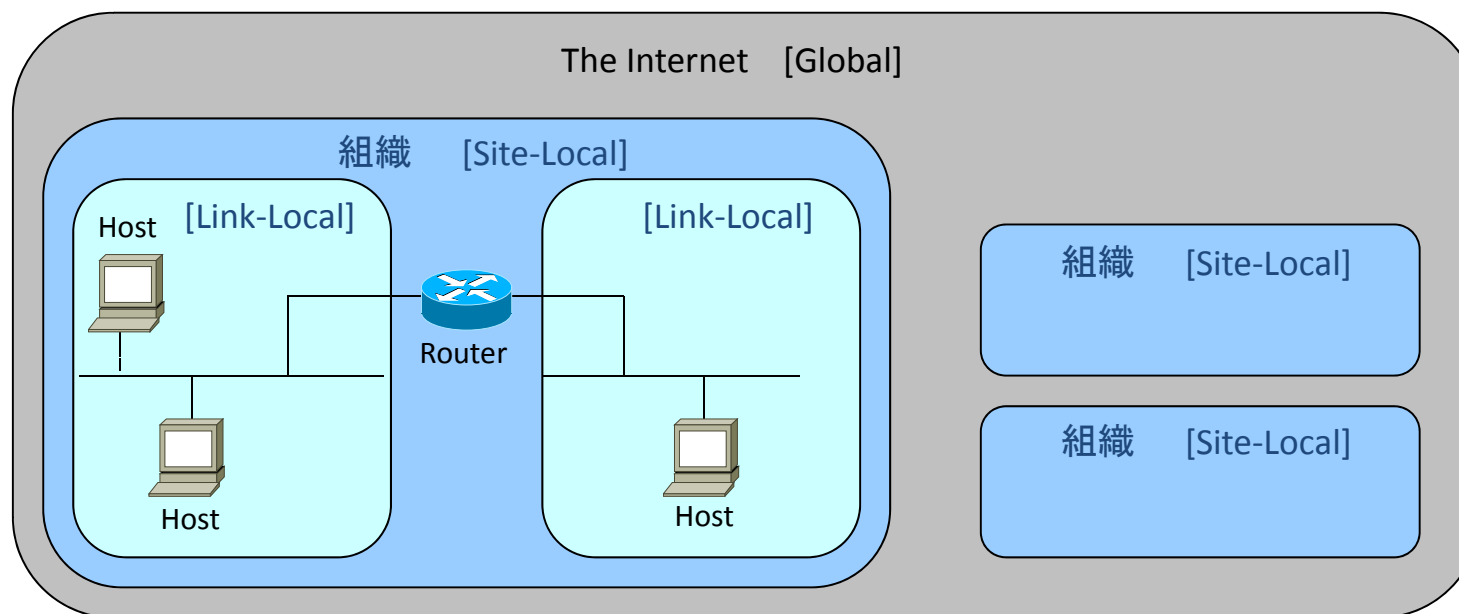 The Internet [Global]
組織 [Site-Local]
Host
[Link-Local]
[Link-Local]
Router
Host
Host
組織 [Site-Local]
組織 [Site-Local]